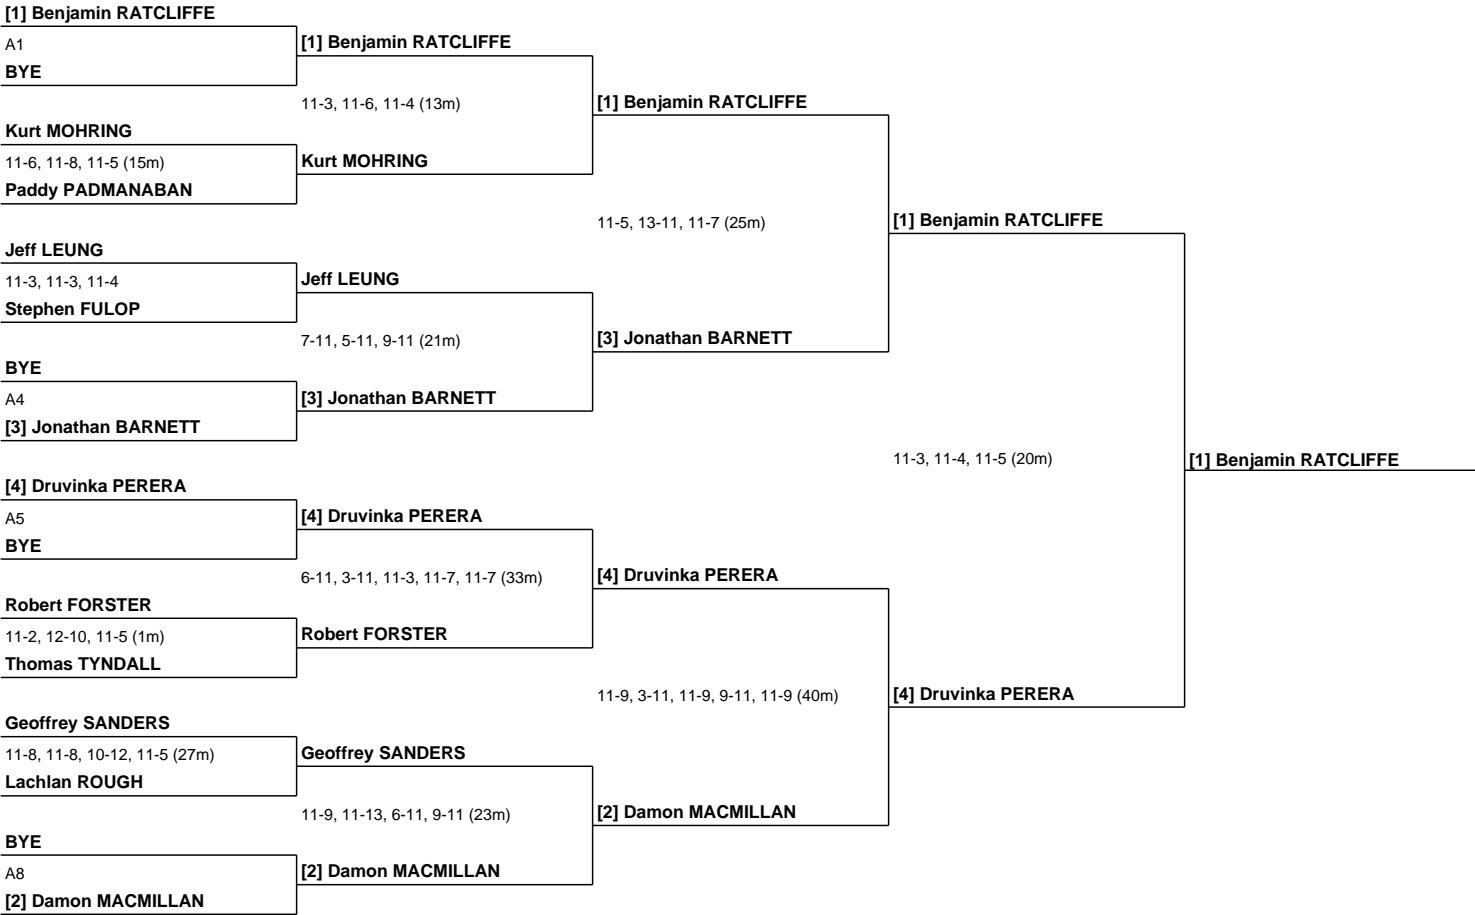 [1] Benjamin RATCLIFFE
A1
BYE
[1] Benjamin RATCLIFFE
11-3, 11-6, 11-4 (13m)
Kurt MOHRING
11-6, 11-8, 11-5 (15m)
Paddy PADMANABAN
Kurt MOHRING
[1] Benjamin RATCLIFFE
11-5, 13-11, 11-7 (25m)
Jeff LEUNG
11-3, 11-3, 11-4
Stephen FULOP
Jeff LEUNG
7-11, 5-11, 9-11 (21m)
BYE
A4
[3] Jonathan BARNETT
[3] Jonathan BARNETT
[3] Jonathan BARNETT
[1] Benjamin RATCLIFFE
11-3, 11-4, 11-5 (20m)
[1] Benjamin RATCLIFFE
[4] Druvinka PERERA
A5
BYE
[4] Druvinka PERERA
6-11, 3-11, 11-3, 11-7, 11-7 (33m)
Robert FORSTER
11-2, 12-10, 11-5 (1m)
Thomas TYNDALL
Robert FORSTER
[4] Druvinka PERERA
11-9, 3-11, 11-9, 9-11, 11-9 (40m)
[4] Druvinka PERERA
Geoffrey SANDERS
11-8, 11-8, 10-12, 11-5 (27m)
Lachlan ROUGH
Geoffrey SANDERS
11-9, 11-13, 6-11, 9-11 (23m)
BYE
A8
[2] Damon MACMILLAN
[2] Damon MACMILLAN
[2] Damon MACMILLAN